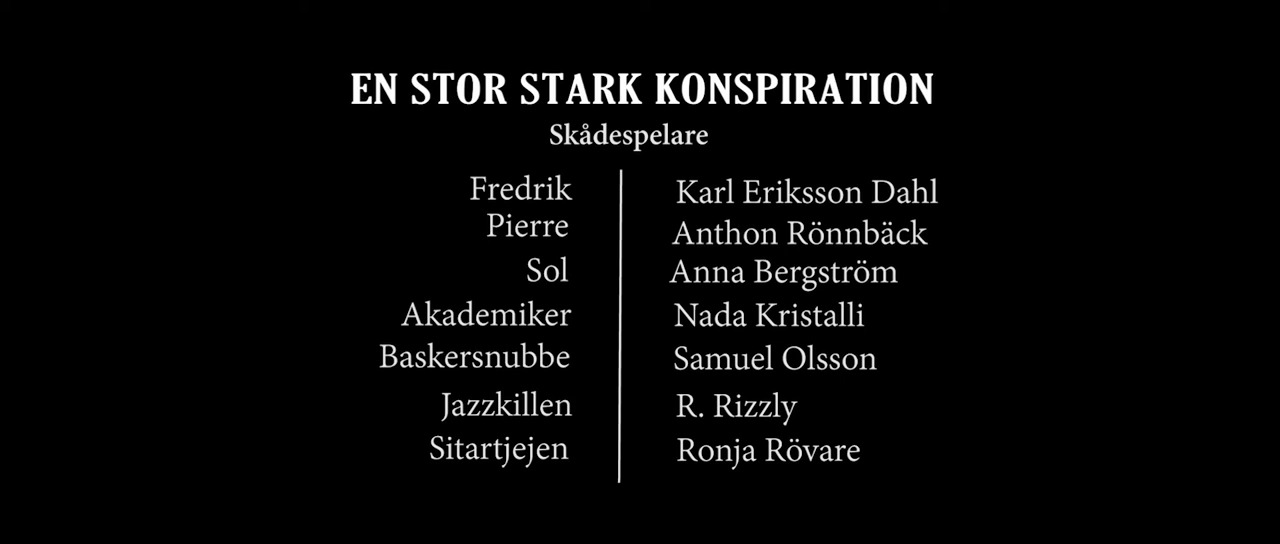 EN STOR STARK KONSPIRATION
Skådespelare
Fredrik Karl Eriksson Dahl
Pierre Anthon Rönnbäck
Sol Anna Bergström
Akademiker Nada Kristalli
Baskersnubbe Samuel Olsson
Jazzkillen R. Rizzly
Sitartjejen Ronja Rövare